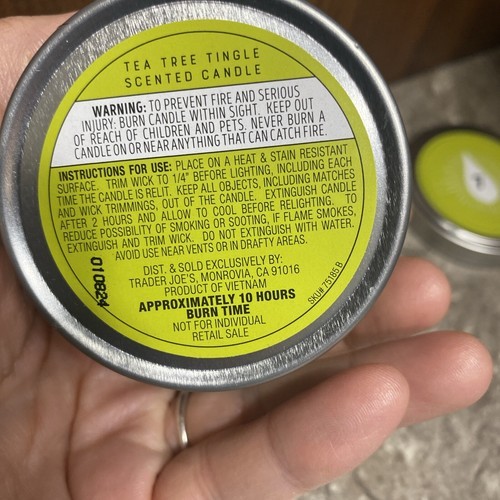 TEA TREE TINGLE
SCENTED CANDLE
WARNING: TO PREVENT FIRE AND SERIOUS
INJURY: BURN CANDLE WITHIN SIGHT. KEEP OUT
OF REACH OF CHILDREN AND PETS. NEVER BURN A
CANDLE ON OR NEAR ANYTHING THAT CAN CATCH FIRE.
INSTRUCTIONS FOR USE: PLACE ON A HEAT & STAIN RESISTANT
SURFACE. TRIM WICK TO 1/4" BEFORE LIGHTING, INCLUDING EACH
TIME THE CANDLE IS RELIT. KEEP ALL OBJECTS, INCLUDING MATCHES
AND WICK TRIMMINGS, OUT OF THE CANDLE. EXTINGUISH CANDLE
AFTER 2 HOURS AND ALLOW TO COOL BEFORE RELIGHTING. TO
REDUCE POSSIBILITY OF SMOKING OR SOOTING, IF FLAME SMOKES,
EXTINGUISH AND TRIM WICK. DO NOT EXTINGUISH WITH WATER.
AVOID USE NEAR VENTS OR IN DRAFTY AREAS.
010824
DIST. & SOLD EXCLUSIVELY BY:
TRADER JOE'S, MONROVIA, CA 91016
PRODUCT OF VIETNAM
APPROXIMATELY 10 HOURS
BURN TIME
NOT FOR INDIVIDUAL
RETAIL SALE
SKU# 75185 B